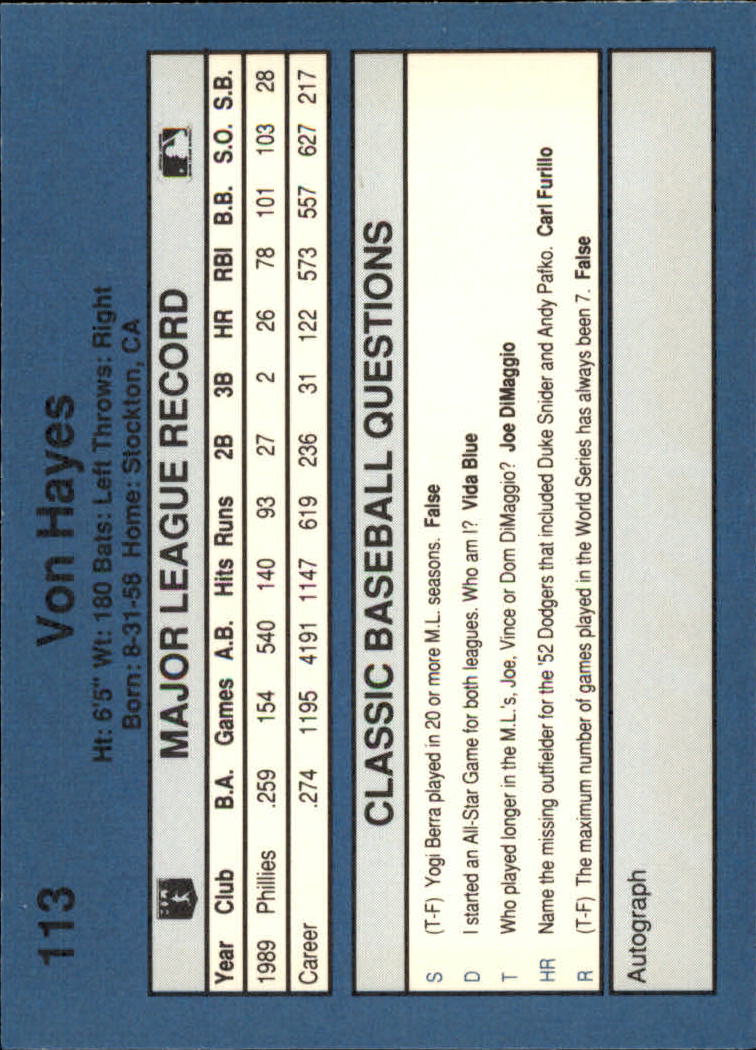 113 Von Hayes
Ht: 6'5" Wt: 180 Bats: Left Throws: Right
Born: 8-31-58 Home: Stockton, CA
MAJOR LEAGUE RECORD
Year Club B.A. Games A.B. Hits Runs 2B 3B HR RBI B.B. S.O. S.B.
1989 Phillies .259 154 540 140 93 27 2 26 78 101 103 28
Career .274 1195 4191 1147 619 236 31 122 573 557 627 217
CLASSIC BASEBALL QUESTIONS
S (T-F) Yogi Berra played in 20 or more M.L. seasons. False
D I started an All-Star Game for both leagues. Who am I? Vida Blue
T Who played longer in the M.L.'s, Joe, Vince or Dom DiMaggio? Joe DiMaggio
HR Name the missing outfielder for the '52 Dodgers that included Duke Snider and Andy Pafko. Carl Furillo
R (T-F) The maximum number of games played in the World Series has always been 7. False
Autograph